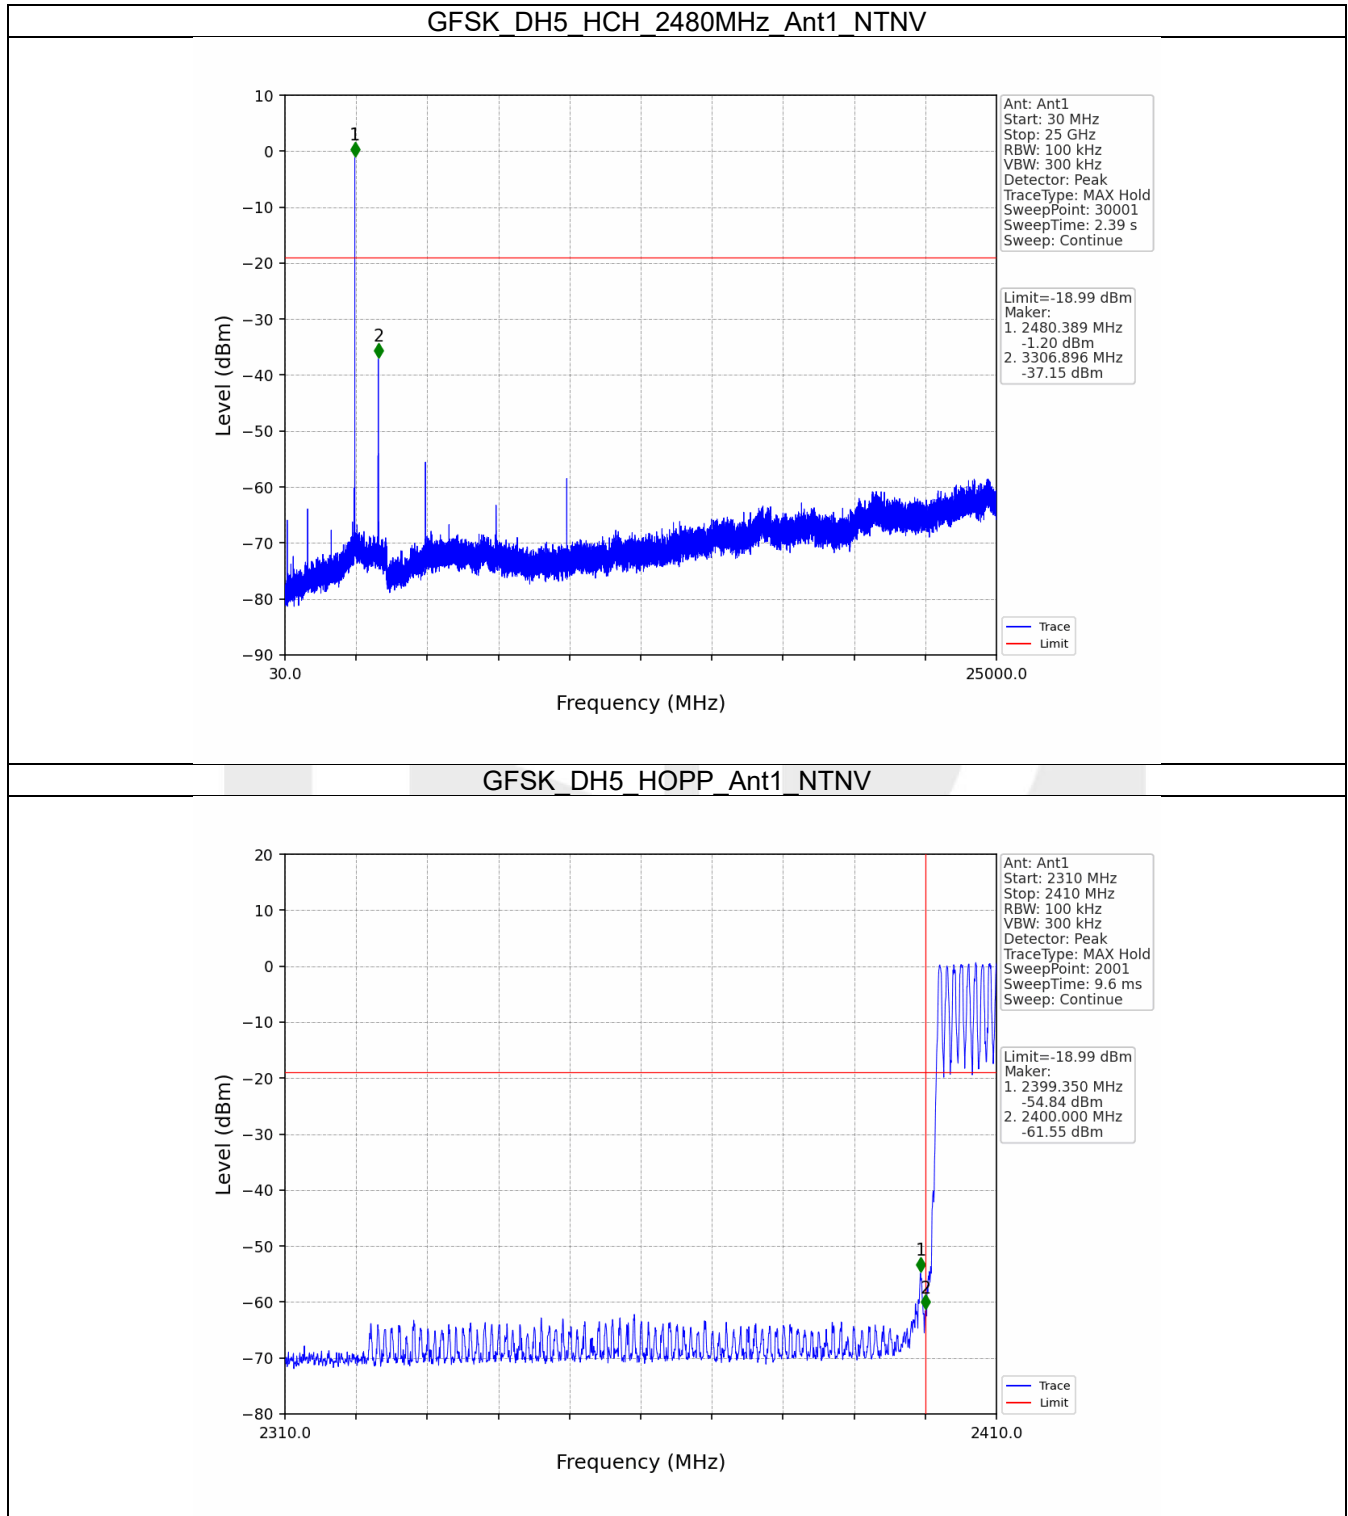 GFSK_DH5_HCH_2480MHz_Ant1_NTNV
10
0
−10
−20
−30
−40
−50
−60
−70
−80
−90
Level (dBm)
1
2
30.0
25000.0
Frequency (MHz)
Ant: Ant1
Start: 30 MHz
Stop: 25 GHz
RBW: 100 kHz
VBW: 300 kHz
Detector: Peak
TraceType: MAX Hold
SweepPoint: 30001
SweepTime: 2.39 s
Sweep: Continue
Limit=-18.99 dBm
Maker:
1. 2480.389 MHz
-1.20 dBm
2. 3306.896 MHz
-37.15 dBm
Trace
Limit
GFSK_DH5_HOPP_Ant1_NTNV
20
10
0
−10
−20
−30
−40
−50
−60
−70
−80
Level (dBm)
1
2
2310.0
2410.0
Frequency (MHz)
Ant: Ant1
Start: 2310 MHz
Stop: 2410 MHz
RBW: 100 kHz
VBW: 300 kHz
Detector: Peak
TraceType: MAX Hold
SweepPoint: 2001
SweepTime: 9.6 ms
Sweep: Continue
Limit=-18.99 dBm
Maker:
1. 2399.350 MHz
-54.84 dBm
2. 2400.000 MHz
-61.55 dBm
Trace
Limit